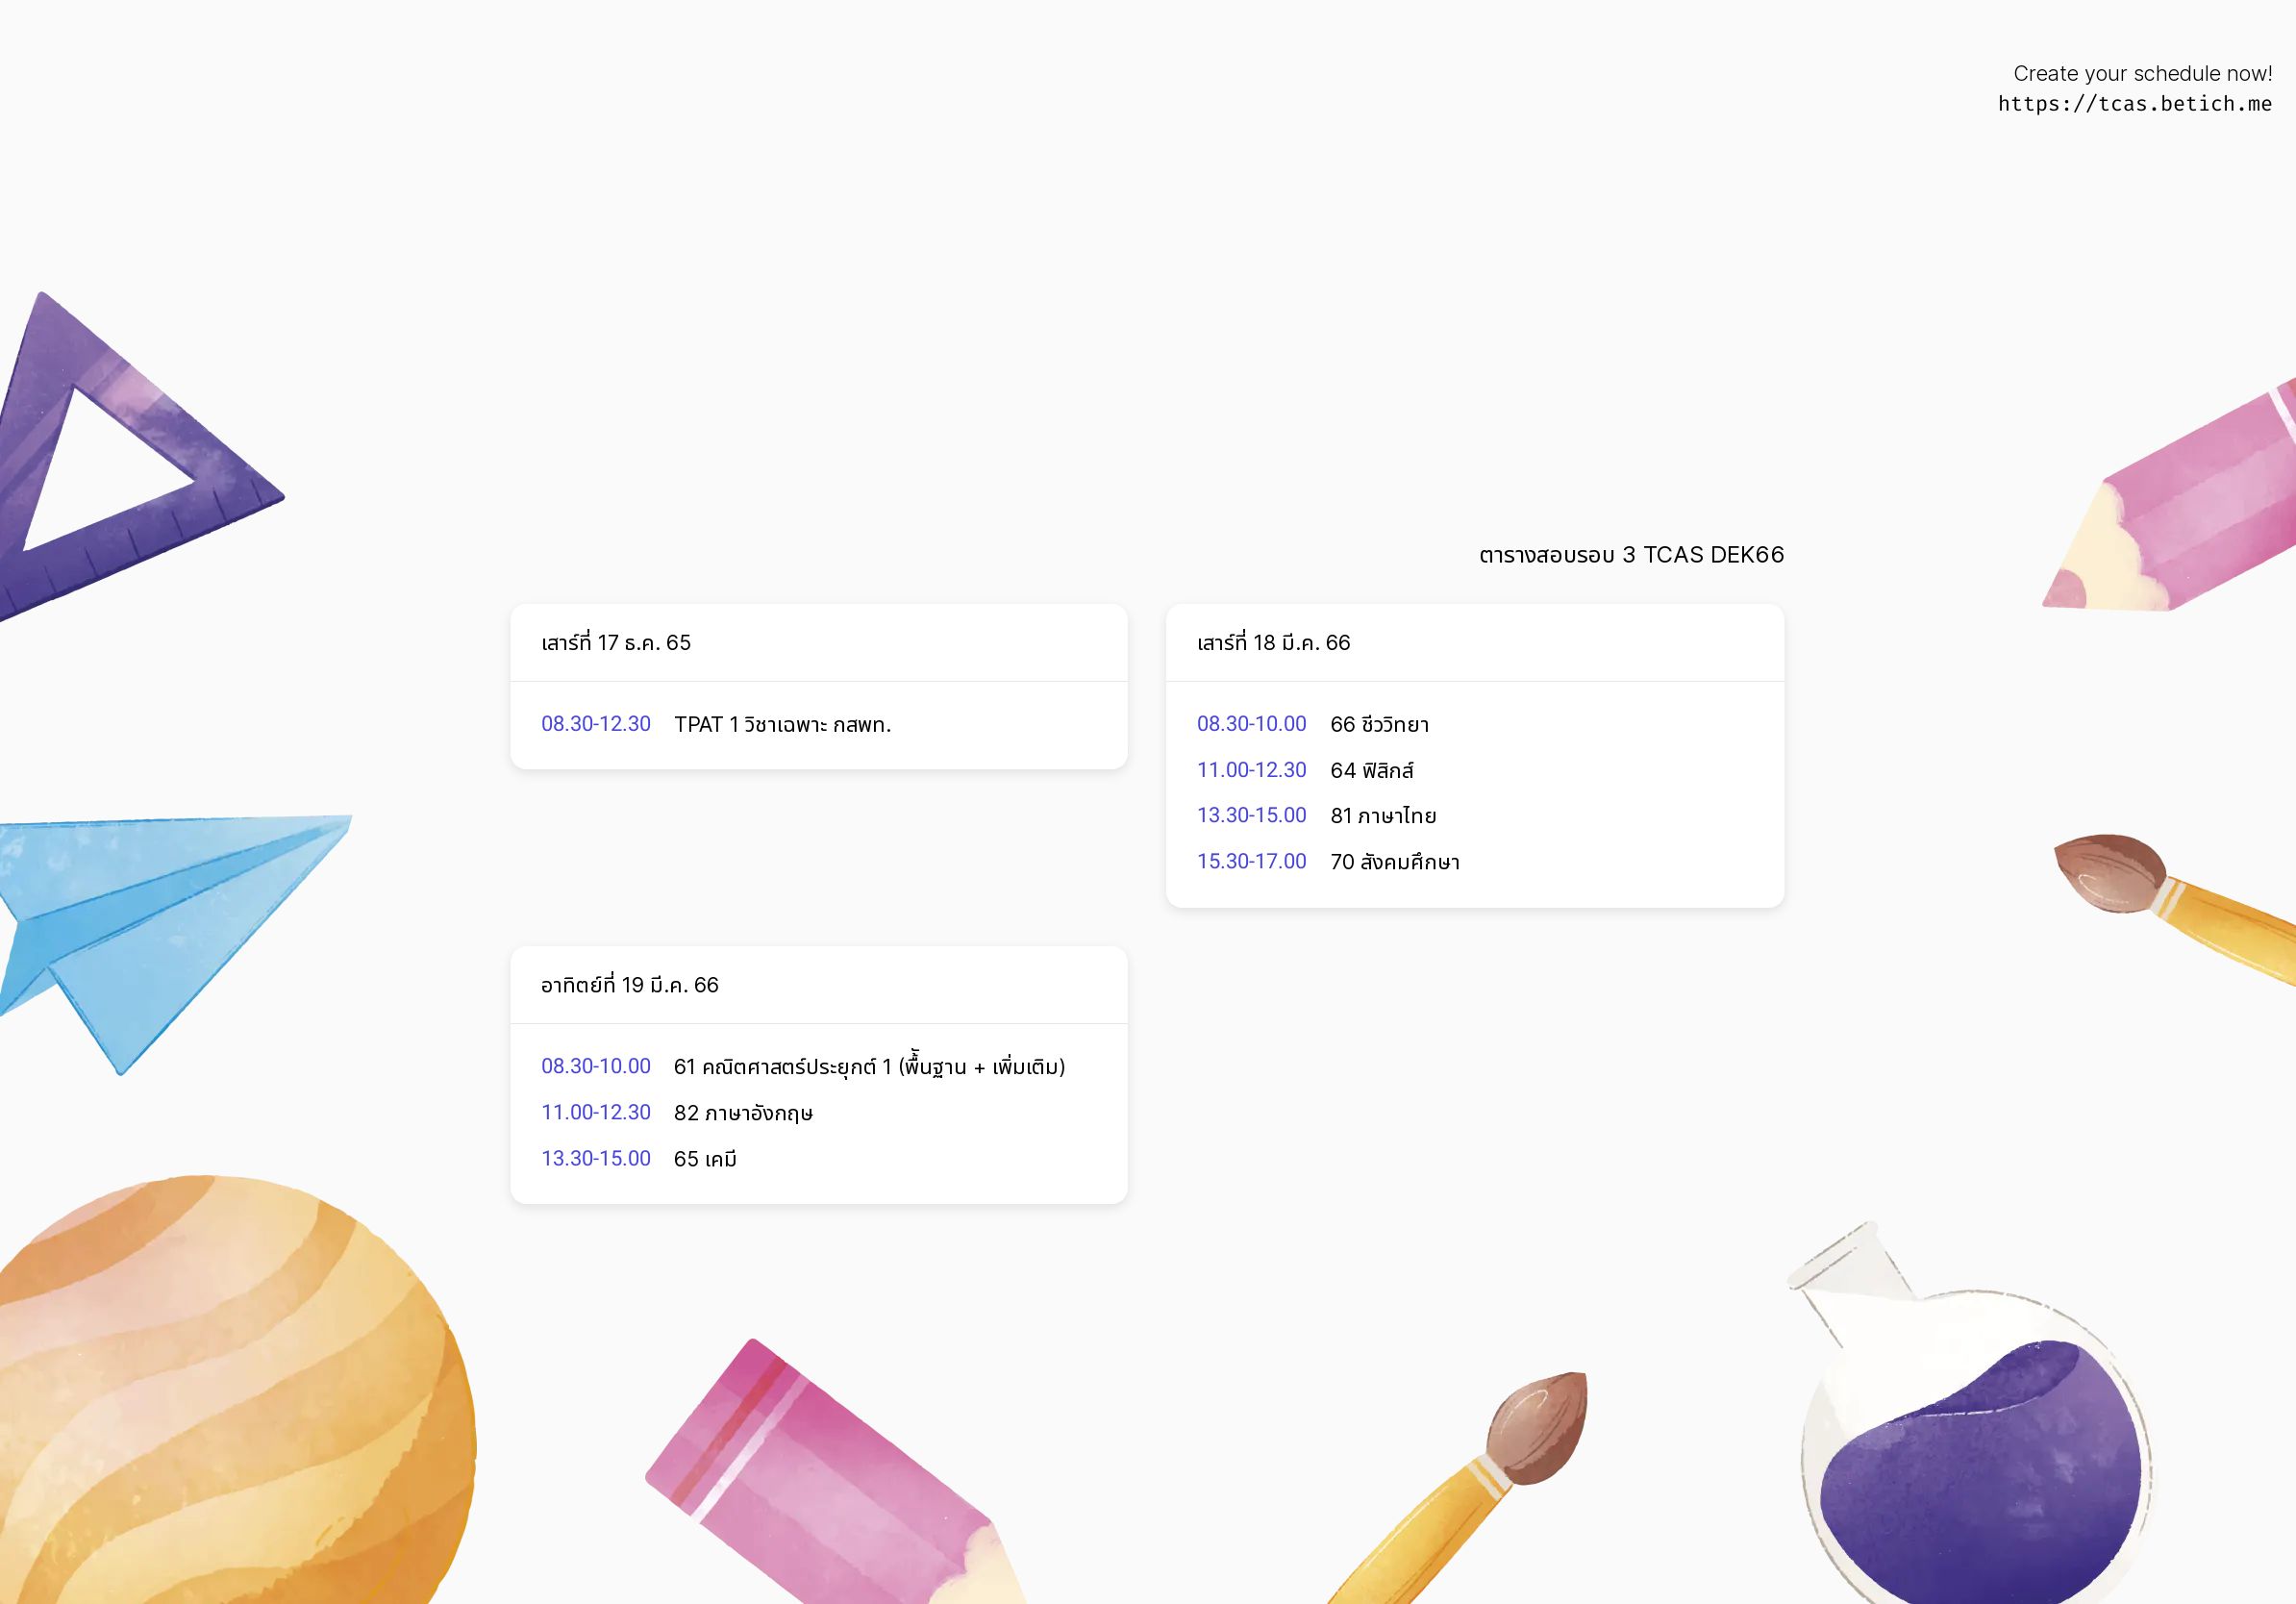 Create your schedule now!
https://tcas.betich.me
ตารางสอบรอบ 3 TCAS DEK66
เสาร์ที่ 17 ธ.ค. 65
08.30-12.30 TPAT 1 วิชาเฉพาะ กสพท.
เสาร์ที่ 18 มี.ค. 66
08.30-10.00 66 ชีววิทยา
11.00-12.30 64 ฟิสิกส์
13.30-15.00 81 ภาษาไทย
15.30-17.00 70 สังคมศึกษา
อาทิตย์ที่ 19 มี.ค. 66
08.30-10.00 61 คณิตศาสตร์ประยุกต์ 1 (พื้นฐาน + เพิ่มเติม)
11.00-12.30 82 ภาษาอังกฤษ
13.30-15.00 65 เคมี